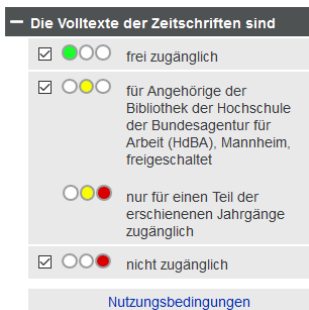 Die Volltexte der Zeitschriften sind
frei zugänglich
für Angehörige der
Bibliothek der Hochschule
der Bundesagentur für
Arbeit (HdBA), Mannheim,
freigeschaltet
nur für einen Teil der
erschienenen Jahrgänge
zugänglich
nicht zugänglich
Nutzungsbedingungen